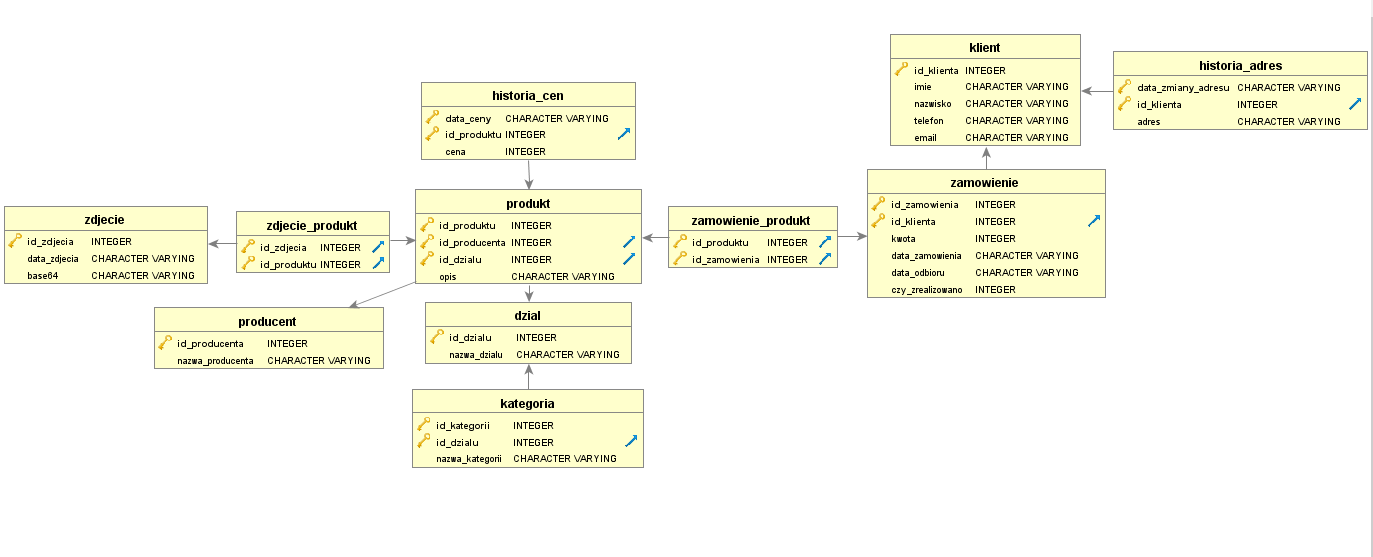 klient
id_klienta INTEGER
imie CHARACTER VARYING
nazwisko CHARACTER VARYING
telefon CHARACTER VARYING
email CHARACTER VARYING
historia_adres
data_zmiany_adresu CHARACTER VARYING
id_klienta INTEGER
adres CHARACTER VARYING
historia_cen
data_ceny CHARACTER VARYING
id_produktu INTEGER
cena INTEGER
zamowienie
id_zamowienia INTEGER
id_klienta INTEGER
kwota INTEGER
data_zamowienia CHARACTER VARYING
data_odbioru CHARACTER VARYING
czy_zrealizowano INTEGER
produkt
id_produktu INTEGER
id_producenta INTEGER
id_dzialu INTEGER
opis CHARACTER VARYING
zdjecie
id_zdjecia INTEGER
data_zdjecia CHARACTER VARYING
base64 CHARACTER VARYING
zdjecie_produkt
id_zdjecia INTEGER
id_produktu INTEGER
zamowienie_produkt
id_produktu INTEGER
id_zamowienia INTEGER
producent
id_producenta INTEGER
nazwa_producenta CHARACTER VARYING
dzial
id_dzialu INTEGER
nazwa_dzialu CHARACTER VARYING
kategoria
id_kategorii INTEGER
id_dzialu INTEGER
nazwa_kategorii CHARACTER VARYING